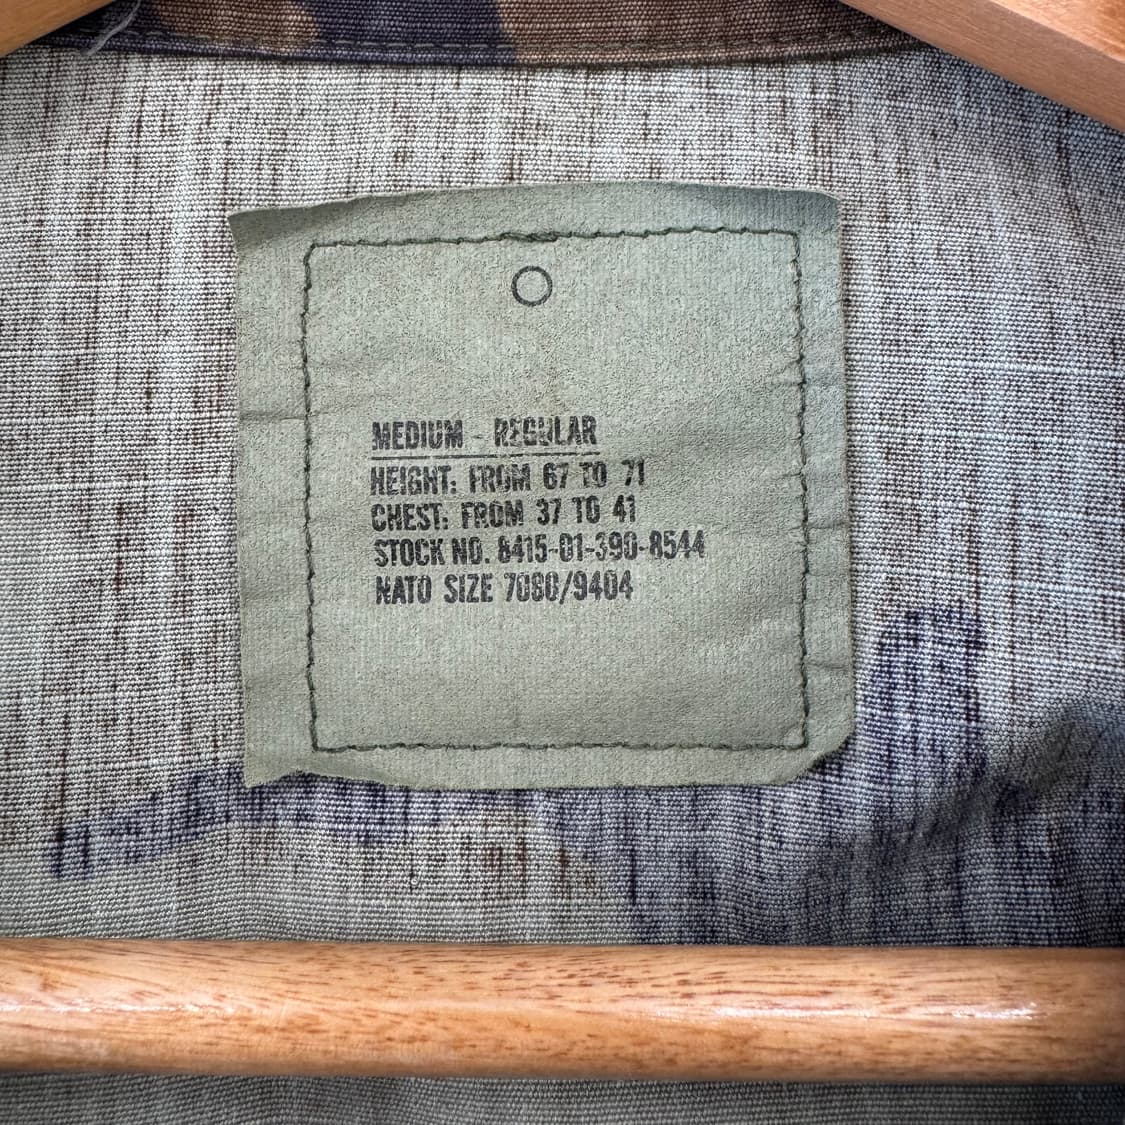 MEDIUM - REGULAR
HEIGHT: FROM 67 TO 71
CHEST: FROM 37 TO 41
STOCK NO. 8415-01-390-8544
NATO SIZE 7080/9404